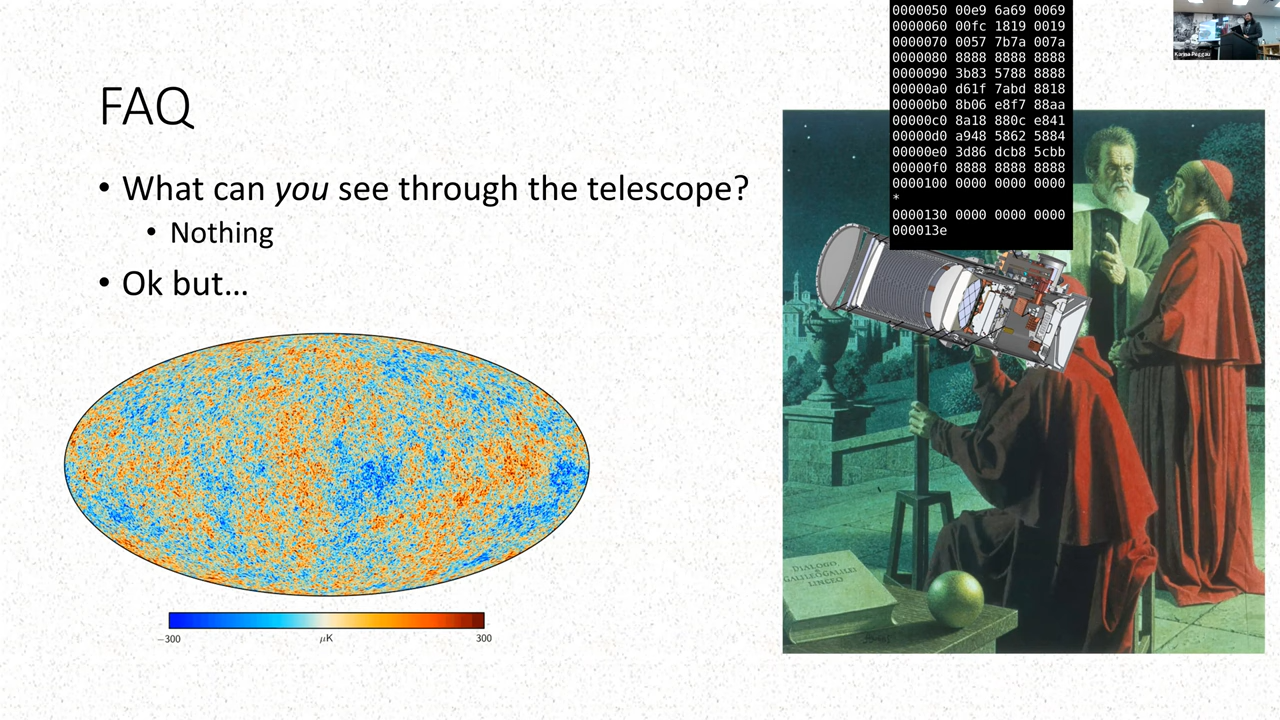 FAQ
• What can you see through the telescope?
• Nothing
• Ok but...
-300
μK
300
0000050 00e9 6a69 0069
0000060 00fc 1819 0019
0000070 0057 7b7a 007a
0000080 8888 8888 8888
0000090 3b83 5788 8888
00000a0 d61f 7abd 8818
00000b0 8b06 e8f7 88aa
00000c0 8a18 880c e841
00000d0 a948 5862 5884
00000e0 3d86 dcb8 5cbb
00000f0 8888 8888 8888
0000100 0000 0000 0000
*
0000130 0000 0000 0000
000013e
DIALOGO
GALILEO GALILEI
LINCEO